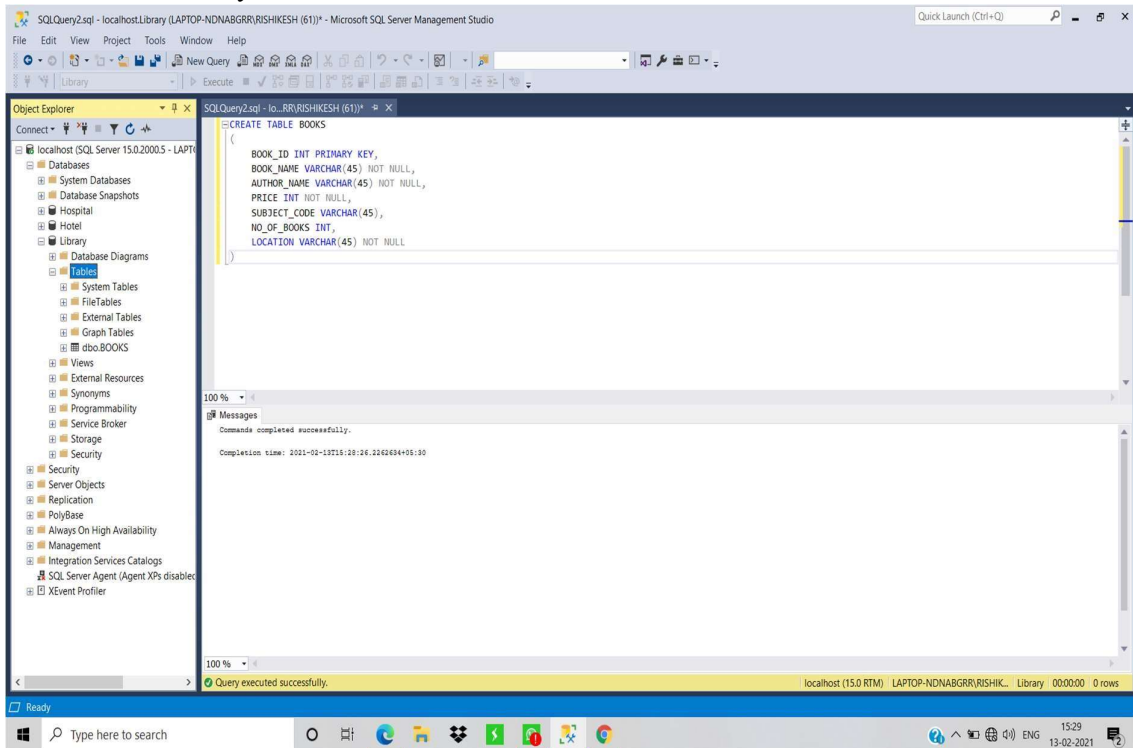 SQLQuery2.sql - localhost.Library (LAPTOP-NDNABGRR\RISHIKESH (61))* - Microsoft SQL Server Management Studio
Quick Launch (Ctrl+Q)
File Edit View Project Tools Window Help
New Query
Library
Execute
Object Explorer
SQLQuery2.sql - lo...RR\RISHIKESH (61))*
Connect
localhost (SQL Server 15.0.2000.5 - LAPT
Databases
System Databases
Database Snapshots
Hospital
Hotel
Library
Database Diagrams
Tables
System Tables
FileTables
External Tables
Graph Tables
dbo.BOOKS
Views
External Resources
Synonyms
Programmability
Service Broker
Storage
Security
Security
Server Objects
Replication
PolyBase
Always On High Availability
Management
Integration Services Catalogs
SQL Server Agent (Agent XPs disabled
XEvent Profiler
CREATE TABLE BOOKS
(
BOOK_ID INT PRIMARY KEY,
BOOK_NAME VARCHAR(45) NOT NULL,
AUTHOR_NAME VARCHAR(45) NOT NULL,
PRICE INT NOT NULL,
SUBJECT_CODE VARCHAR(45),
NO_OF_BOOKS INT,
LOCATION VARCHAR(45) NOT NULL
)
100 %
Messages
Commands completed successfully.
Completion time: 2021-02-13T15:28:26.2262634+05:30
100 %
Query executed successfully.
localhost (15.0 RTM) LAPTOP-NDNABGRR\RISHIK... Library 00:00:00 0 rows
Ready
Type here to search
ENG
15:29
13-02-2021
2